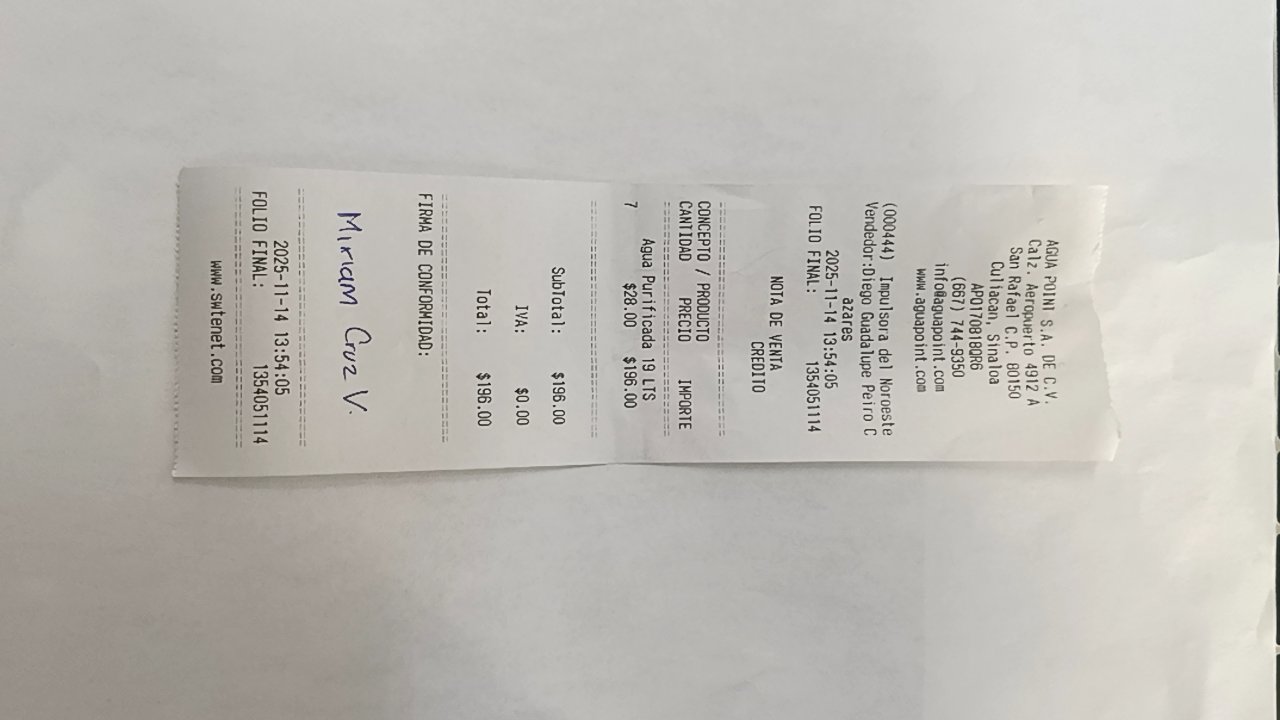 AGUA POINT S.A. DE C.V.
Calz. Aeropuerto 4912 A
San Rafael C.P. 80150
Culiacan, Sinaloa
APO170818QR6
(667) 744-9350
info@aguapoint.com
www.aguapoint.com
(000444) Impulsora del Noroeste
Vendedor:Diego Guadalupe Peiro C
azares
2025-11-14 13:54:05
FOLIO FINAL: 1354051114
NOTA DE VENTA
CREDITO
CONCEPTO / PRODUCTO
CANTIDAD PRECIO IMPORTE
Agua Purificada 19 LTS
7 $28.00 $196.00
SubTotal: $196.00
IVA: $0.00
Total: $196.00
FIRMA DE CONFORMIDAD:
Miriam Cruz V.
2025-11-14 13:54:05
FOLIO FINAL: 1354051114
www.swtenet.com